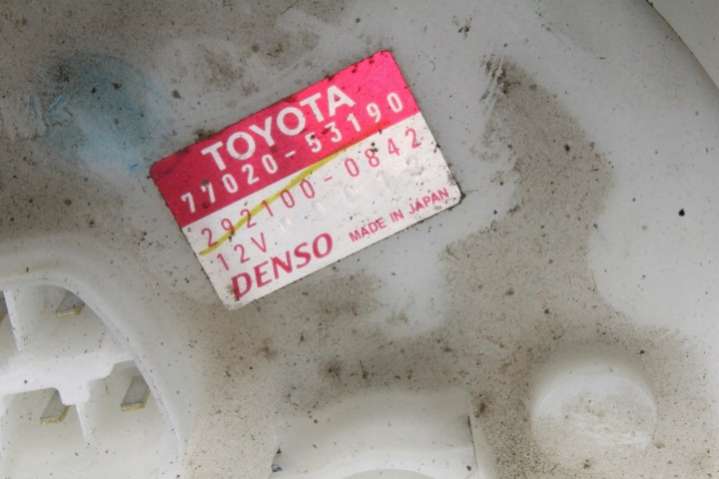 TOYOTA
77020-53190
292100-0842
12V
DENSO MADE IN JAPAN